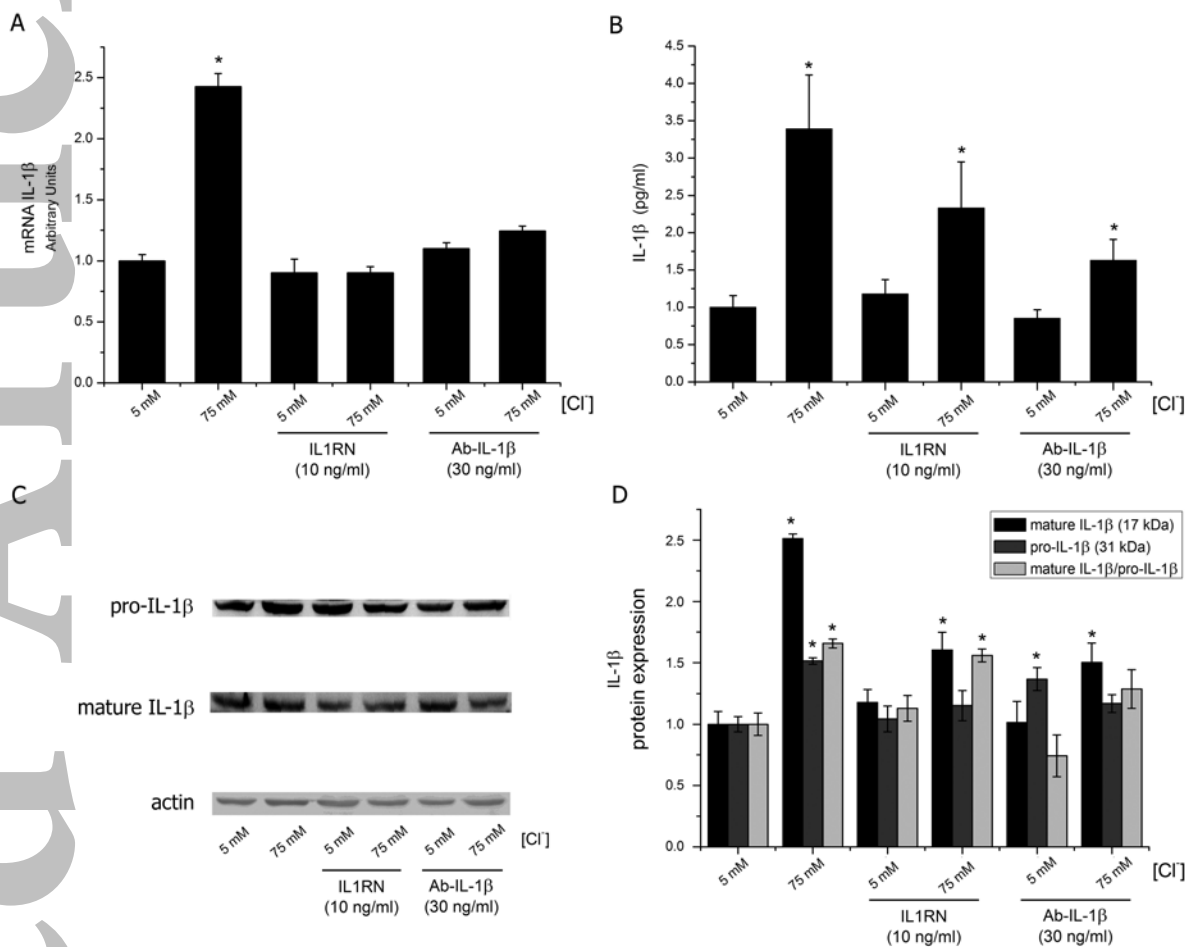 A
mRNA IL-1β
Arbitrary Units
2.5
2.0
1.5
1.0
0.5
0.0
*
5 mM
75 mM
5 mM
75 mM
5 mM
75 mM
[Cl⁻]
IL1RN
(10 ng/ml)
Ab-IL-1β
(30 ng/ml)
B
IL-1β (pg/ml)
4.5
4.0
3.5
3.0
2.5
2.0
1.5
1.0
0.5
0.0
*
*
*
5 mM
75 mM
5 mM
75 mM
5 mM
75 mM
[Cl⁻]
IL1RN
(10 ng/ml)
Ab-IL-1β
(30 ng/ml)
C
pro-IL-1β
mature IL-1β
actin
5 mM
75 mM
5 mM
75 mM
5 mM
75 mM
[Cl⁻]
IL1RN
(10 ng/ml)
Ab-IL-1β
(30 ng/ml)
D
IL-1β
protein expression
2.5
2.0
1.5
1.0
0.5
0.0
mature IL-1β (17 kDa)
pro-IL-1β (31 kDa)
mature IL-1β/pro-IL-1β
*
*
*
*
*
*
*
5 mM
75 mM
5 mM
75 mM
5 mM
75 mM
[Cl⁻]
IL1RN
(10 ng/ml)
Ab-IL-1β
(30 ng/ml)